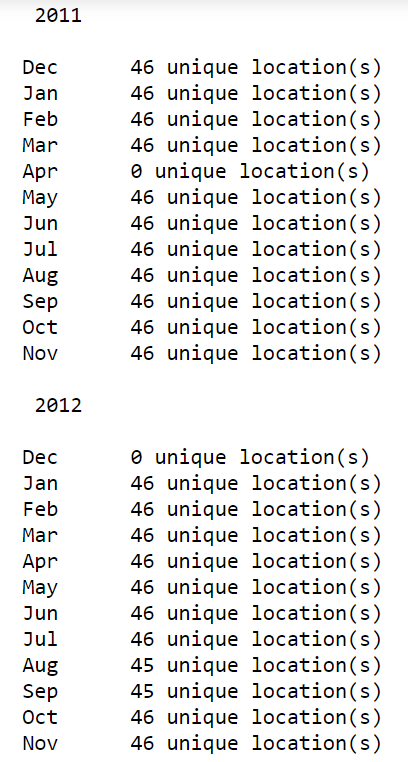 2011
Dec 46 unique location(s)
Jan 46 unique location(s)
Feb 46 unique location(s)
Mar 46 unique location(s)
Apr 0 unique location(s)
May 46 unique location(s)
Jun 46 unique location(s)
Jul 46 unique location(s)
Aug 46 unique location(s)
Sep 46 unique location(s)
Oct 46 unique location(s)
Nov 46 unique location(s)
2012
Dec 0 unique location(s)
Jan 46 unique location(s)
Feb 46 unique location(s)
Mar 46 unique location(s)
Apr 46 unique location(s)
May 46 unique location(s)
Jun 46 unique location(s)
Jul 46 unique location(s)
Aug 45 unique location(s)
Sep 45 unique location(s)
Oct 46 unique location(s)
Nov 46 unique location(s)